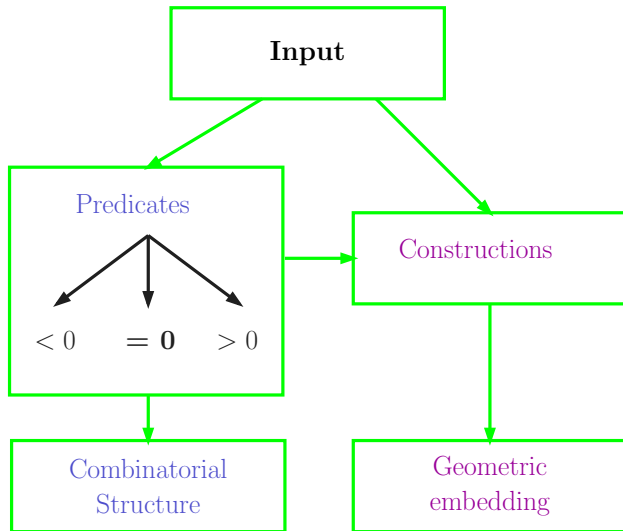 Input
Predicates
Constructions
< 0 = 0 > 0
Combinatorial
Structure
Geometric
embedding